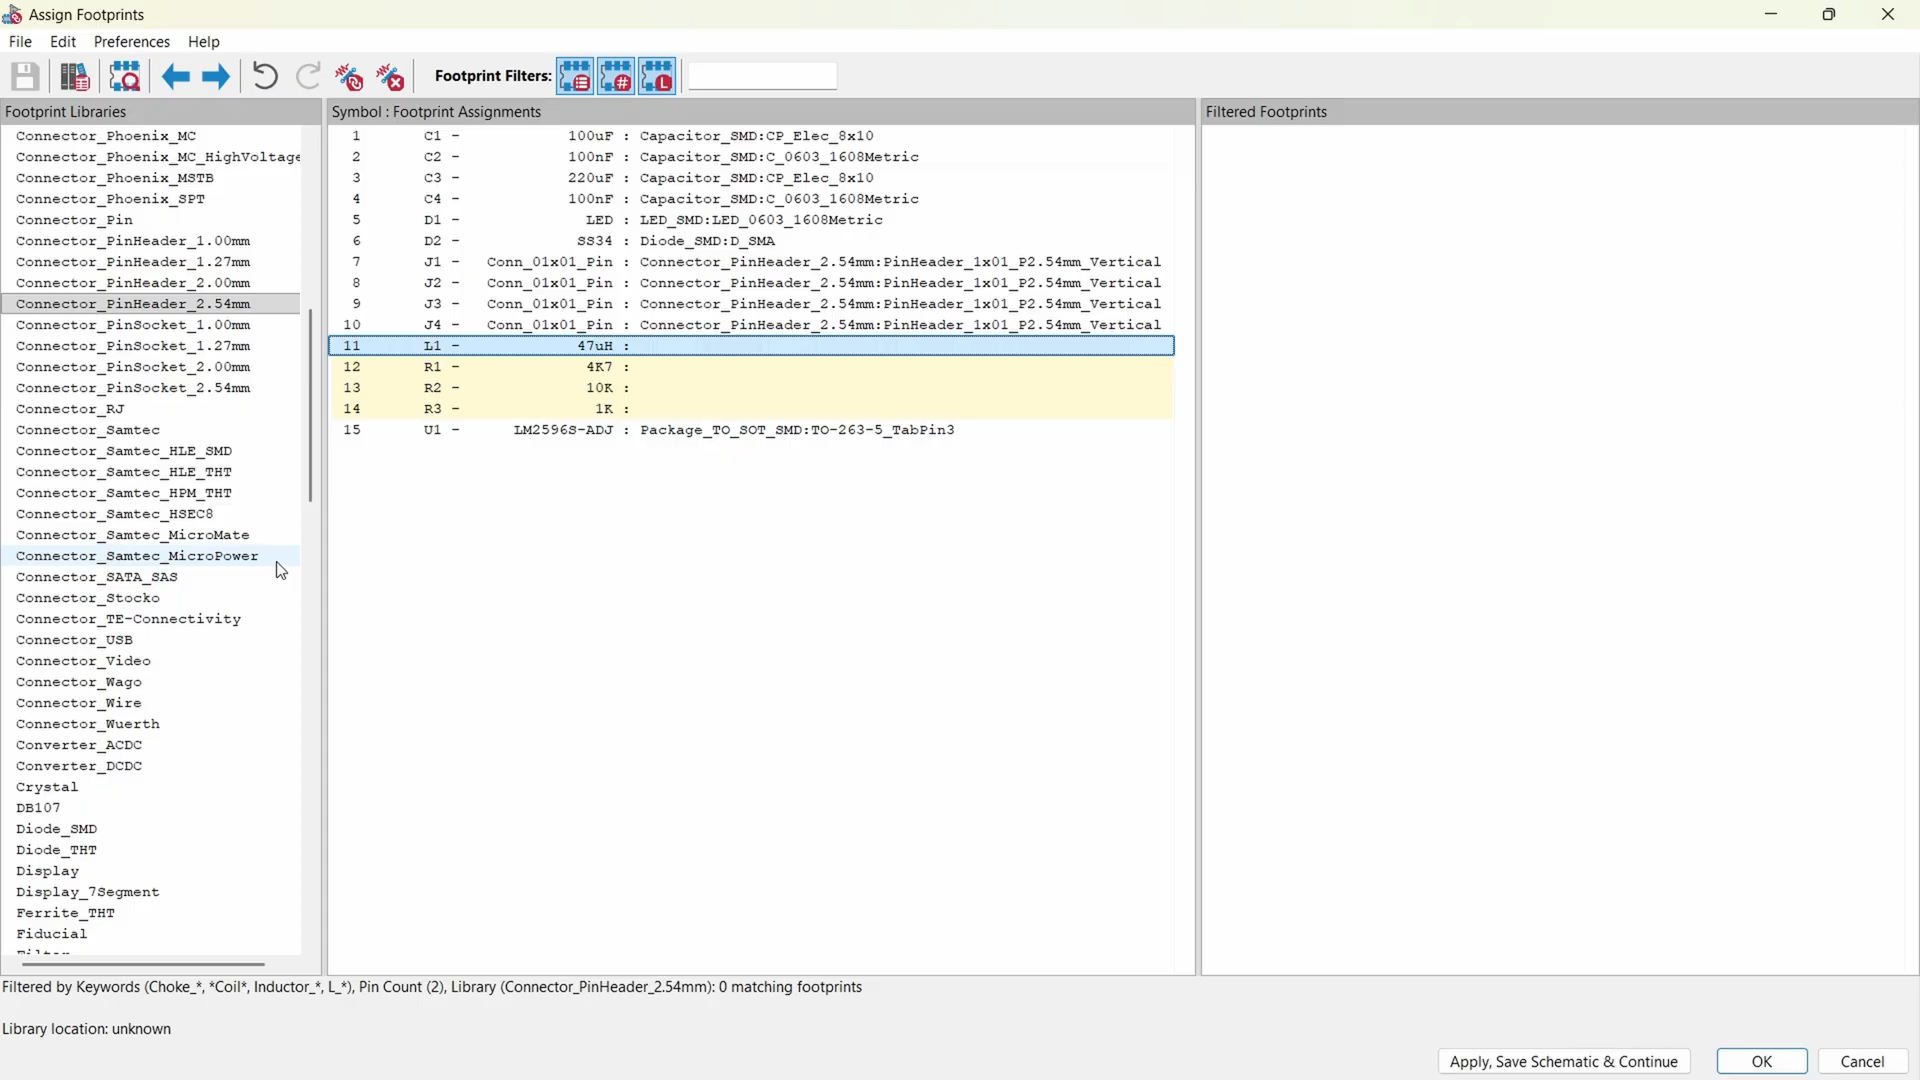 Assign Footprints
File Edit Preferences Help
Footprint Filters:
Footprint Libraries
Connector_Phoenix_MC
Connector_Phoenix_MC_HighVoltage
Connector_Phoenix_MSTB
Connector_Phoenix_SPT
Connector_Pin
Connector_PinHeader_1.00mm
Connector_PinHeader_1.27mm
Connector_PinHeader_2.00mm
Connector_PinHeader_2.54mm
Connector_PinSocket_1.00mm
Connector_PinSocket_1.27mm
Connector_PinSocket_2.00mm
Connector_PinSocket_2.54mm
Connector_RJ
Connector_Samtec
Connector_Samtec_HLE_SMD
Connector_Samtec_HLE_THT
Connector_Samtec_HPM_THT
Connector_Samtec_HSEC8
Connector_Samtec_MicroMate
Connector_Samtec_MicroPower
Connector_SATA_SAS
Connector_Stocko
Connector_TE-Connectivity
Connector_USB
Connector_Video
Connector_Wago
Connector_Wire
Connector_Wuerth
Converter_ACDC
Converter_DCDC
Crystal
DB107
Diode_SMD
Diode_THT
Display
Display_7Segment
Ferrite_THT
Fiducial
Symbol : Footprint Assignments
1 C1 - 100uF : Capacitor_SMD:CP_Elec_8x10
2 C2 - 100nF : Capacitor_SMD:C_0603_1608Metric
3 C3 - 220uF : Capacitor_SMD:CP_Elec_8x10
4 C4 - 100nF : Capacitor_SMD:C_0603_1608Metric
5 D1 - LED : LED_SMD:LED_0603_1608Metric
6 D2 - SS34 : Diode_SMD:D_SMA
7 J1 - Conn_01x01_Pin : Connector_PinHeader_2.54mm:PinHeader_1x01_P2.54mm_Vertical
8 J2 - Conn_01x01_Pin : Connector_PinHeader_2.54mm:PinHeader_1x01_P2.54mm_Vertical
9 J3 - Conn_01x01_Pin : Connector_PinHeader_2.54mm:PinHeader_1x01_P2.54mm_Vertical
10 J4 - Conn_01x01_Pin : Connector_PinHeader_2.54mm:PinHeader_1x01_P2.54mm_Vertical
11 L1 - 47uH :
12 R1 - 4K7 :
13 R2 - 10K :
14 R3 - 1K :
15 U1 - LM2596S-ADJ : Package_TO_SOT_SMD:TO-263-5_TabPin3
Filtered Footprints
Filtered by Keywords (Choke_*, *Coil*, Inductor_*, L_*), Pin Count (2), Library (Connector_PinHeader_2.54mm): 0 matching footprints
Library location: unknown
Apply, Save Schematic & Continue OK Cancel